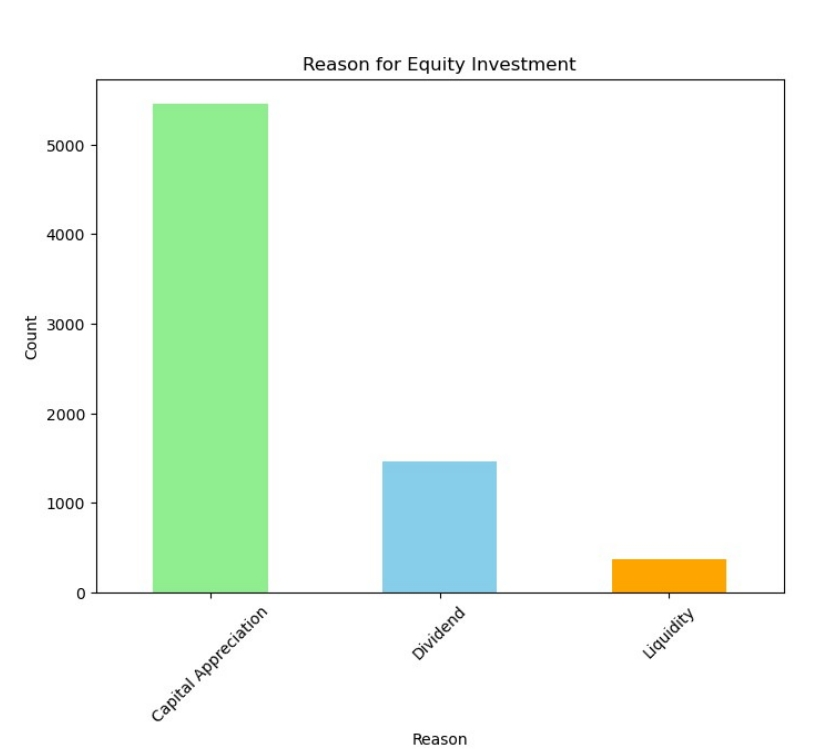 Reason for Equity Investment
5000
4000
3000
2000
1000
0
Count
Capital Appreciation
Dividend
Liquidity
Reason